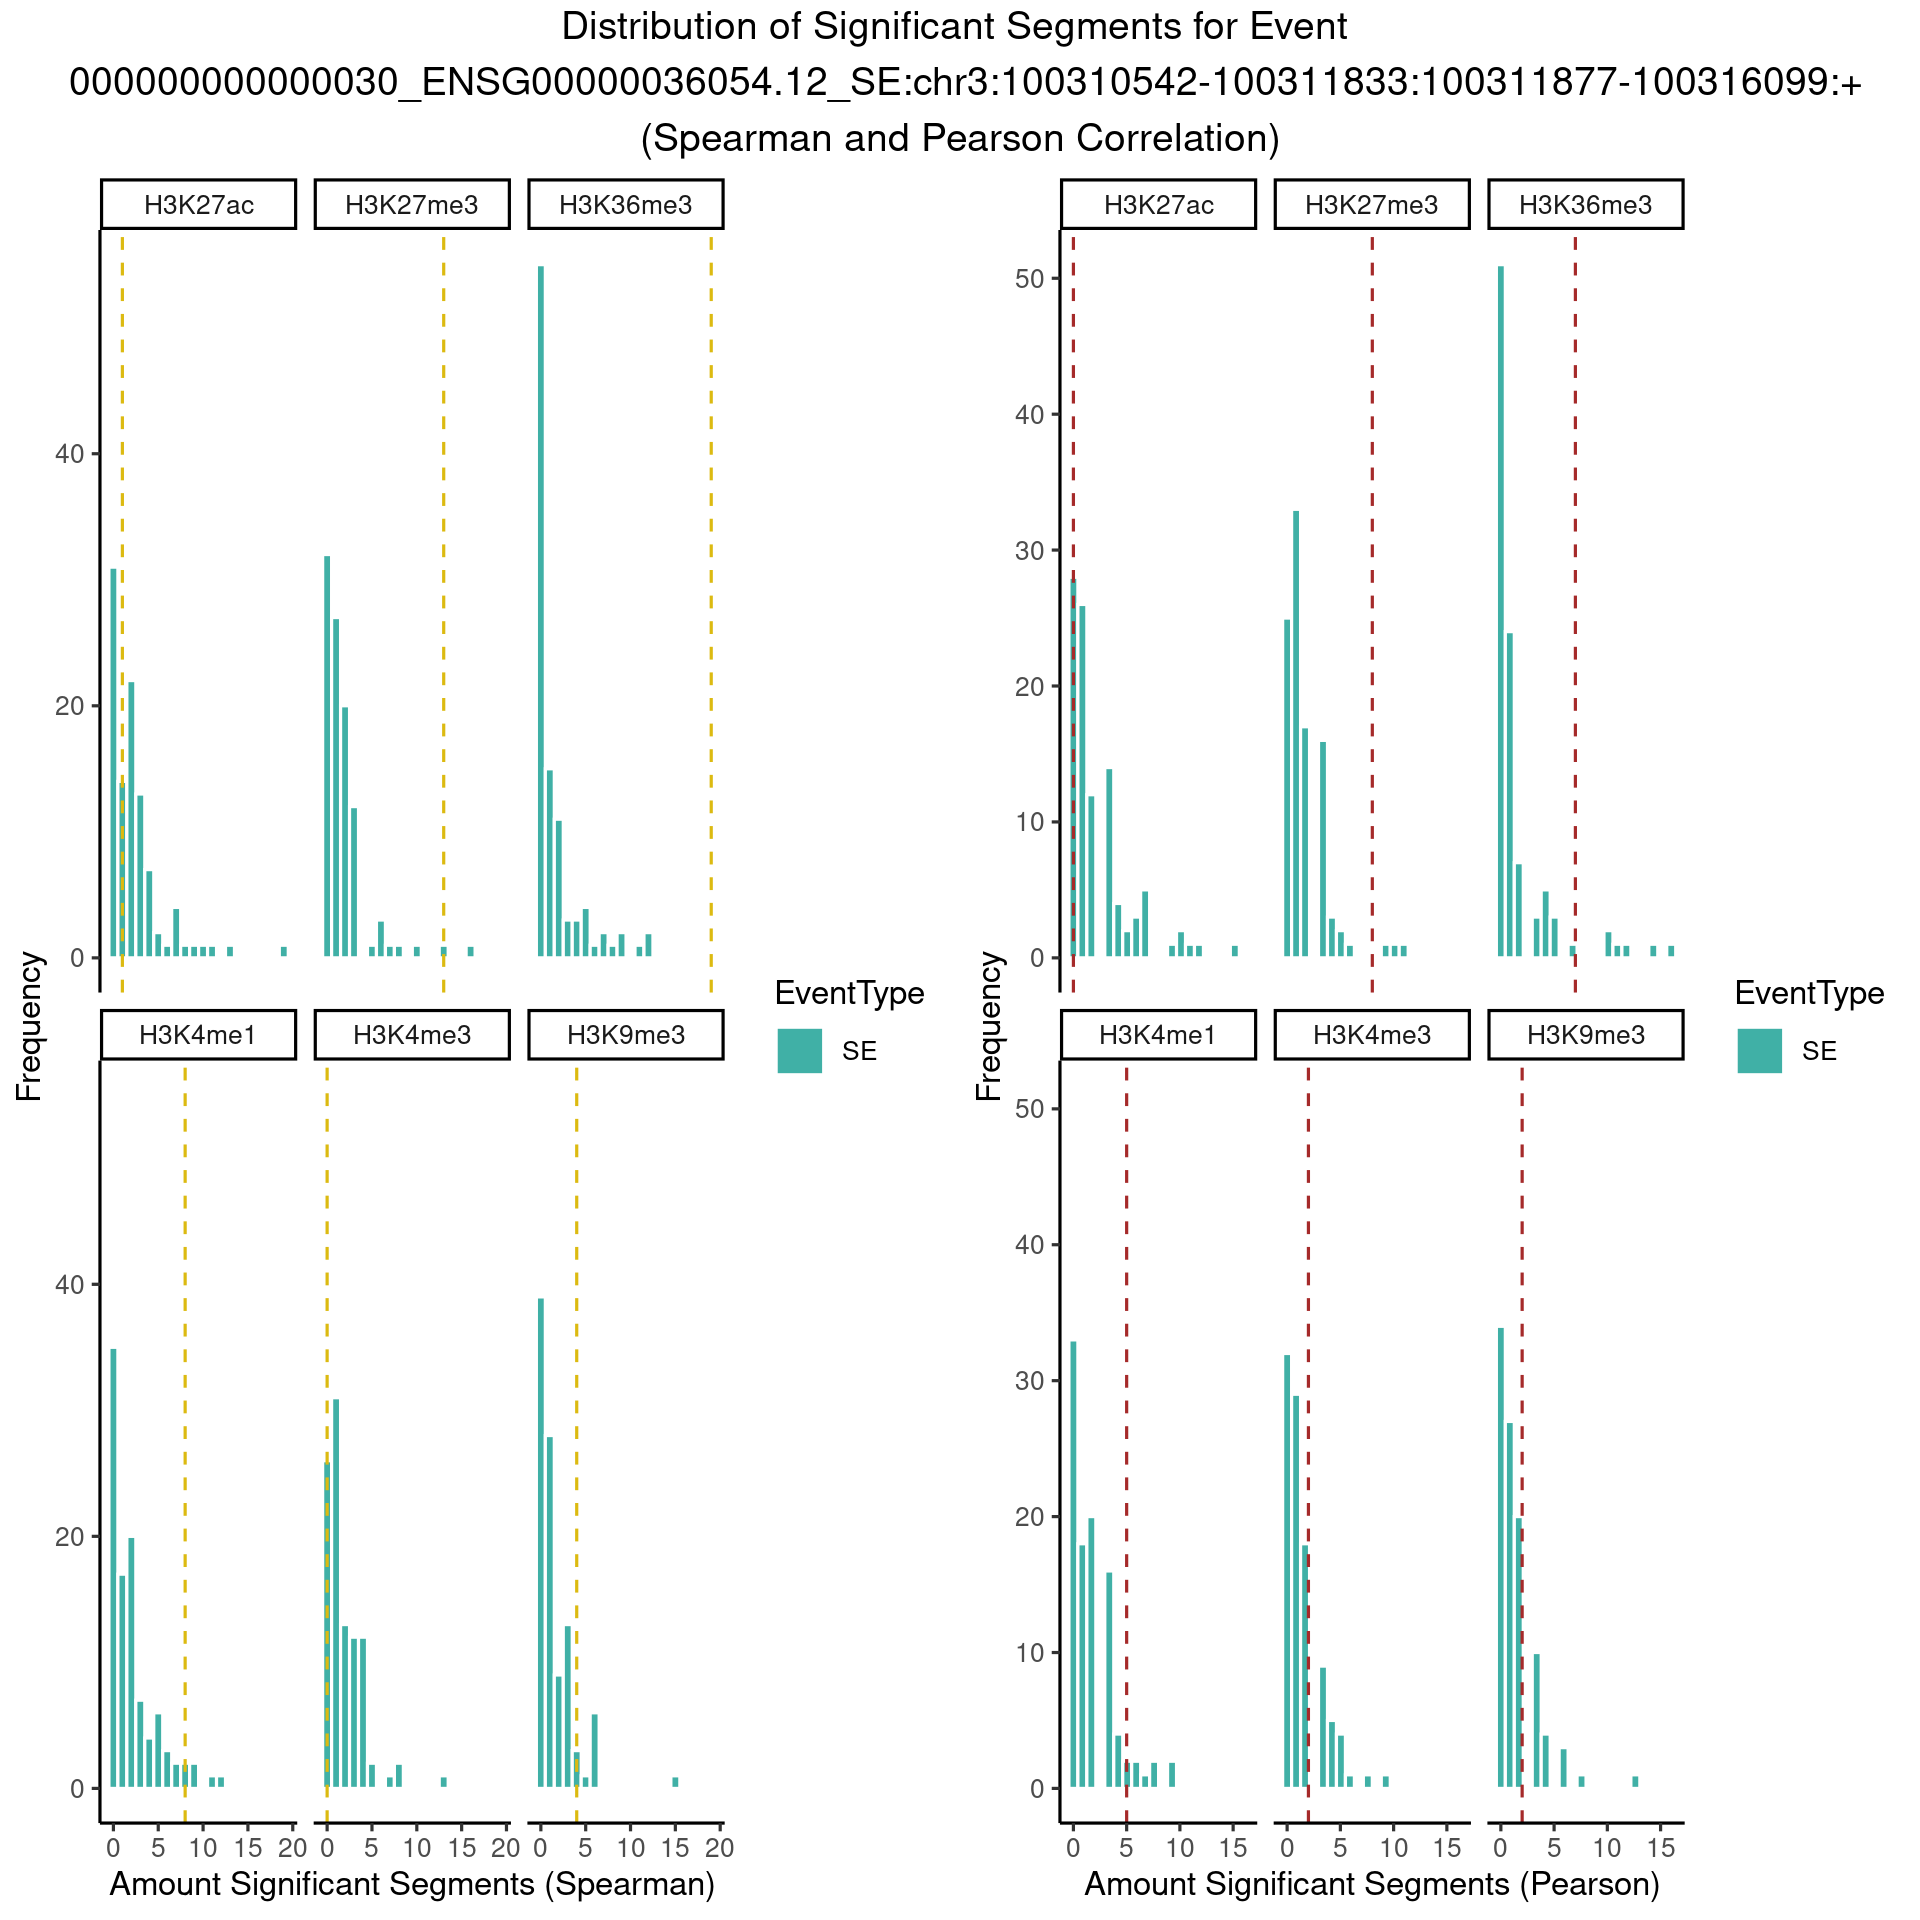 Distribution of Significant Segments for Event
000000000000030_ENSG00000036054.12_SE:chr3:100310542-100311833:100311877-100316099:+
(Spearman and Pearson Correlation)
H3K27ac H3K27me3 H3K36me3
40
20
0
H3K4me1 H3K4me3 H3K9me3
40
20
0
0 5 10 15 20 0 5 10 15 20 0 5 10 15 20
Amount Significant Segments (Spearman)
Frequency
EventType
SE
H3K27ac H3K27me3 H3K36me3
50
40
30
20
10
0
H3K4me1 H3K4me3 H3K9me3
50
40
30
20
10
0
0 5 10 15 0 5 10 15 0 5 10 15
Amount Significant Segments (Pearson)
Frequency
EventType
SE